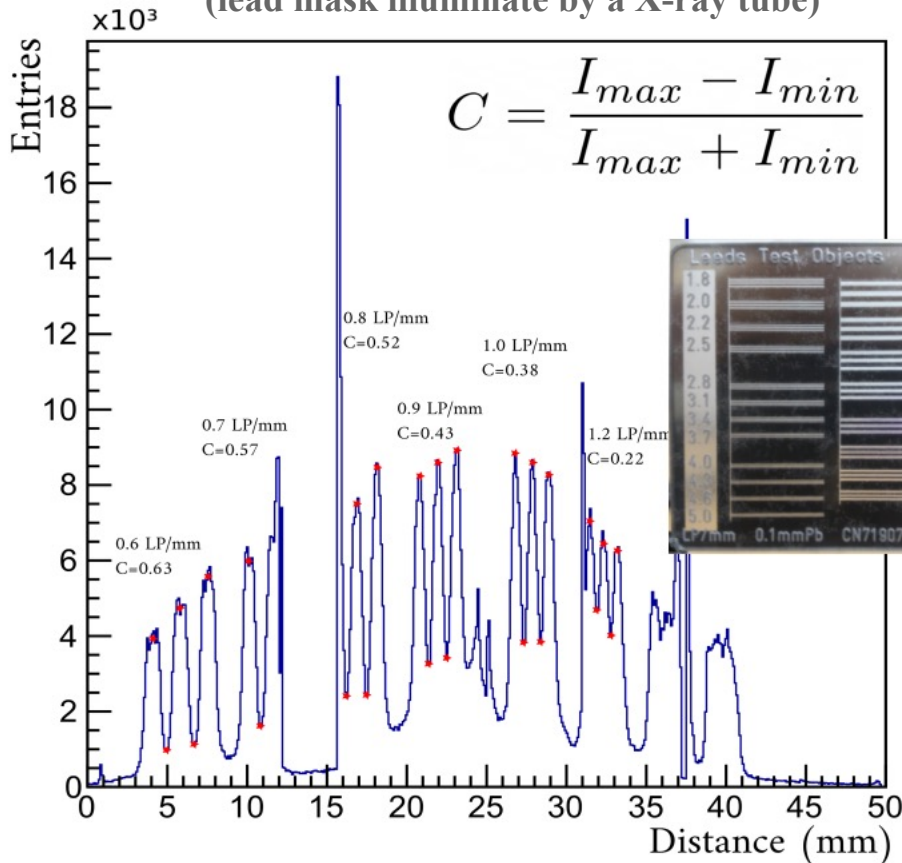 (lead mask illuminate by a X-ray tube)
×10³
Entries
18
16
14
12
10
8
6
4
2
0
C = (I_max − I_min) / (I_max + I_min)
0.6 LP/mm
C=0.63
0.7 LP/mm
C=0.57
0.8 LP/mm
C=0.52
0.9 LP/mm
C=0.43
1.0 LP/mm
C=0.38
1.2 LP/mm
C=0.22
Leeds Test Objects
1.8
2.0
2.2
2.5
2.8
3.1
3.4
3.7
4.0
5.0
LP/mm 0.1mmPb CN71907
0 5 10 15 20 25 30 35 40 45 50
Distance (mm)